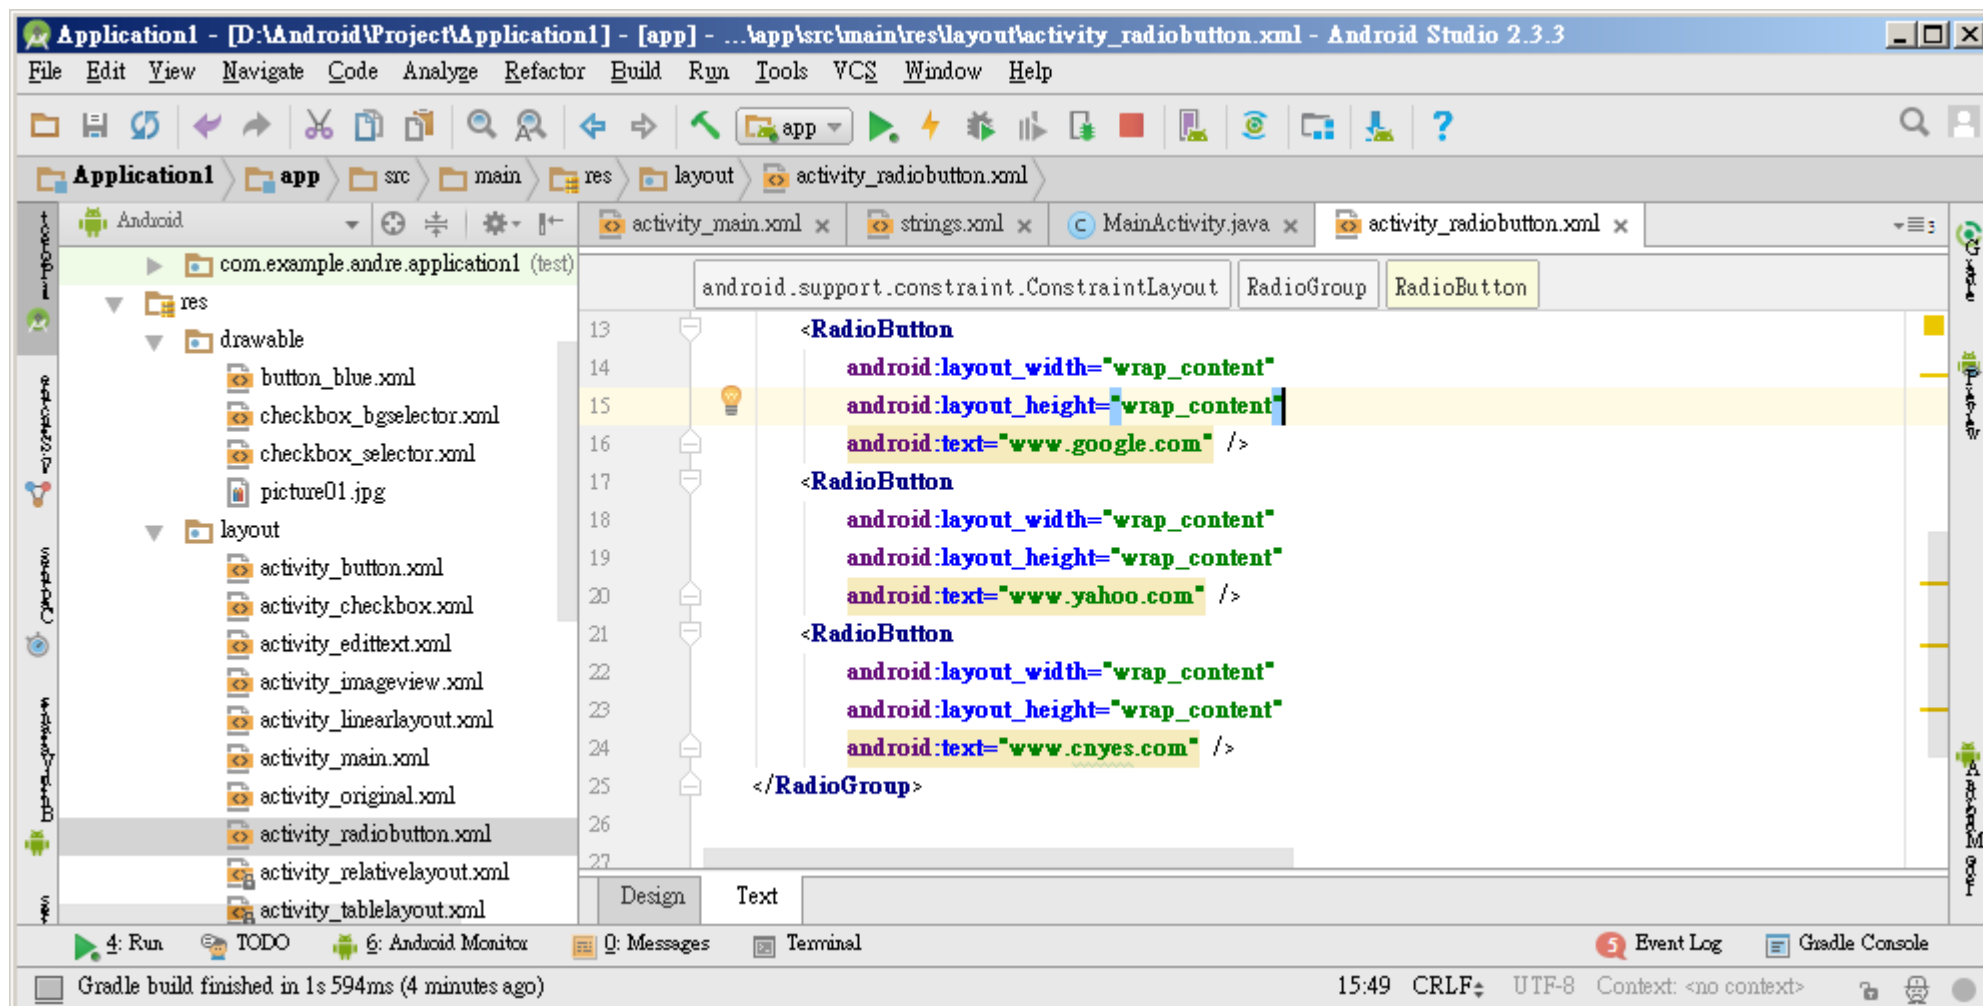 Application1 - [D:\Android\Project\Application1] - [app] - ...\app\src\main\res\layout\activity_radiobutton.xml - Android Studio 2.3.3
File Edit View Navigate Code Analyze Refactor Build Run Tools VCS Window Help
app
Application1 app src main res layout activity_radiobutton.xml
Android
activity_main.xml strings.xml MainActivity.java activity_radiobutton.xml
com.example.andre.application1 (test)
res
drawable
button_blue.xml
checkbox_bgselector.xml
checkbox_selector.xml
picture01.jpg
layout
activity_button.xml
activity_checkbox.xml
activity_edittext.xml
activity_imageview.xml
activity_linearlayout.xml
activity_main.xml
activity_original.xml
activity_radiobutton.xml
activity_relativelayout.xml
activity_tablelayout.xml
android.support.constraint.ConstraintLayout RadioGroup RadioButton
13 <RadioButton
14 android:layout_width="wrap_content"
15 android:layout_height="wrap_content"
16 android:text="www.google.com" />
17 <RadioButton
18 android:layout_width="wrap_content"
19 android:layout_height="wrap_content"
20 android:text="www.yahoo.com" />
21 <RadioButton
22 android:layout_width="wrap_content"
23 android:layout_height="wrap_content"
24 android:text="www.cnyes.com" />
25 </RadioGroup>
26
27
Design Text
4: Run TODO 6: Android Monitor 0: Messages Terminal 5 Event Log Gradle Console
Gradle build finished in 1s 594ms (4 minutes ago) 15:49 CRLF UTF-8 Context: <no context>